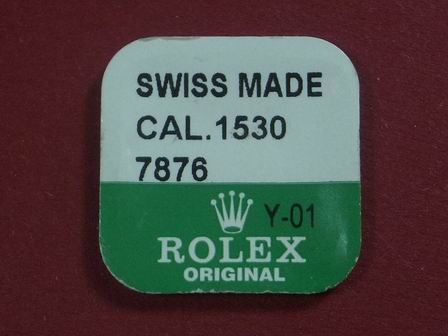 SWISS MADE
CAL.1530
7876
Y-01
ROLEX
ORIGINAL